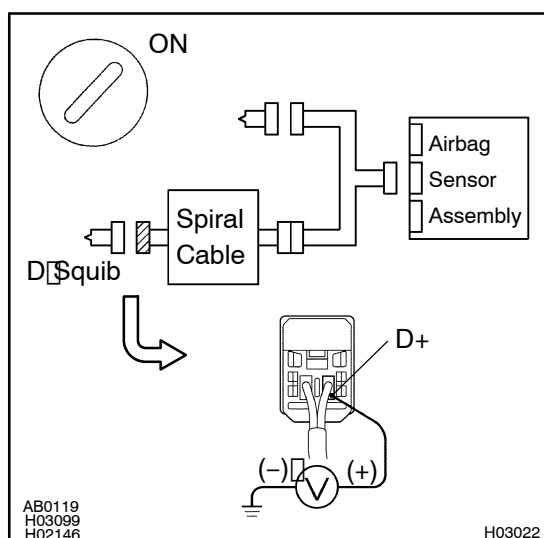 ON
Airbag
Sensor
Assembly
Spiral
Cable
D Squib
D+
(−)
V
(+)
AB0119
H03099
H02146
H03022